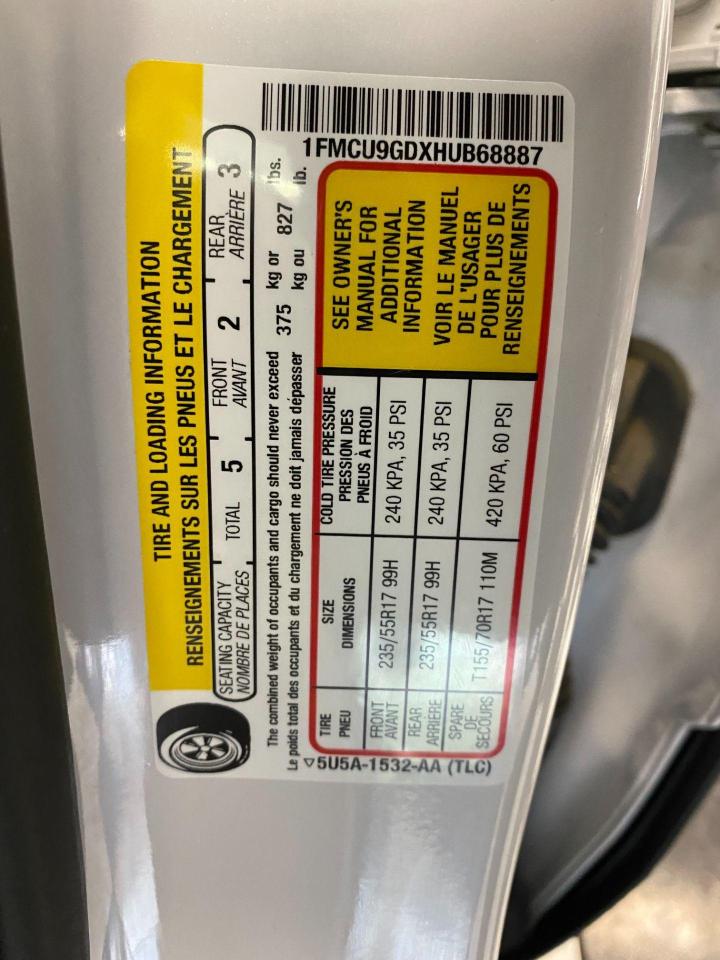 TIRE AND LOADING INFORMATION
RENSEIGNEMENTS SUR LES PNEUS ET LE CHARGEMENT
SEATING CAPACITY
NOMBRE DE PLACES
TOTAL 5
FRONT
AVANT
2
REAR
ARRIÈRE
3
The combined weight of occupants and cargo should never exceed 375 kg or 827 lbs.
Le poids total des occupants et du chargement ne doit jamais dépasser kg ou lb.
1FMCU9GDXHUB68887
TIRE
PNEU
SIZE
DIMENSIONS
COLD TIRE PRESSURE
PRESSION DES
PNEUS À FROID
FRONT
AVANT
235/55R17 99H
240 KPA, 35 PSI
REAR
ARRIÈRE
235/55R17 99H
240 KPA, 35 PSI
SPARE
DE
SECOURS
T155/70R17 110M
420 KPA, 60 PSI
SEE OWNER'S
MANUAL FOR
ADDITIONAL
INFORMATION
VOIR LE MANUEL
DE L'USAGER
POUR PLUS DE
RENSEIGNEMENTS
▽5U5A-1532-AA (TLC)